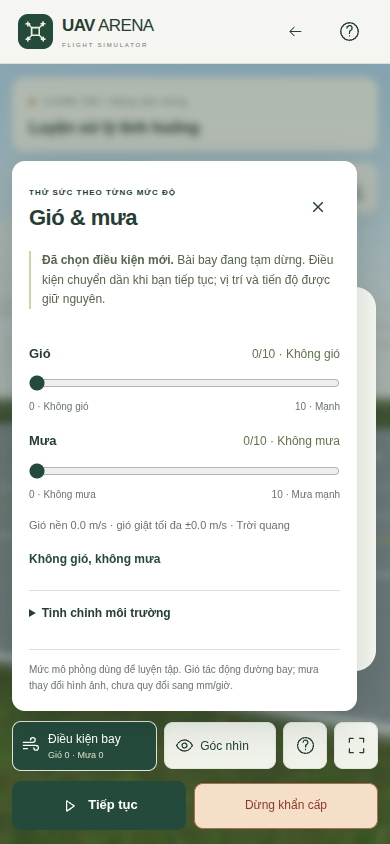 UAV ARENA
FLIGHT SIMULATOR
Luyện xử lý tình huống
THỬ SỨC THEO TỪNG MỨC ĐỘ
Gió & mưa
Đã chọn điều kiện mới. Bài bay đang tạm dừng. Điều
kiện chuyển dần khi bạn tiếp tục; vị trí và tiến độ được
giữ nguyên.
Gió 0/10 · Không gió
0 · Không gió 10 · Mạnh
Mưa 0/10 · Không mưa
0 · Không mưa 10 · Mưa mạnh
Gió nền 0.0 m/s · gió giật tối đa ±0.0 m/s · Trời quang
Không gió, không mưa
Tinh chỉnh môi trường
Mức mô phỏng dùng để luyện tập. Gió tác động đường bay; mưa
thay đổi hình ảnh, chưa quy đổi sang mm/giờ.
Điều kiện bay
Gió 0 · Mưa 0
Góc nhìn
Tiếp tục
Dừng khẩn cấp